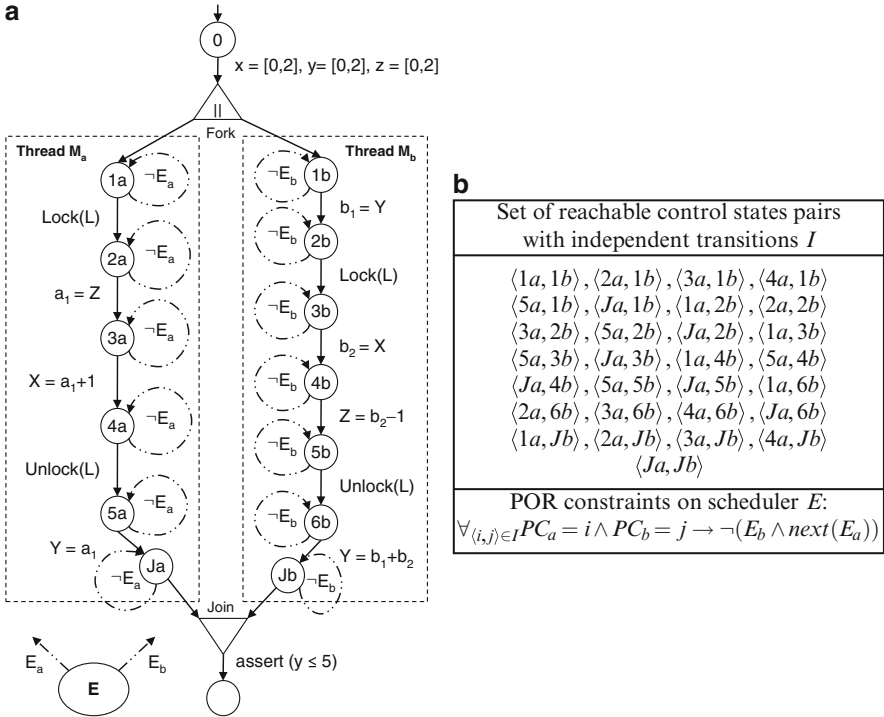 a
0
x = [0,2], y= [0,2], z = [0,2]
||
Fork
Thread Ma
Thread Mb
1a
¬Ea
Lock(L)
2a
¬Ea
a1 = Z
3a
¬Ea
X = a1+1
4a
¬Ea
Unlock(L)
5a
¬Ea
Y = a1
Ja
¬Ea
¬Eb
1b
b1 = Y
¬Eb
2b
Lock(L)
¬Eb
3b
b2 = X
¬Eb
4b
Z = b2−1
¬Eb
5b
Unlock(L)
¬Eb
6b
Y = b1+b2
Jb
¬Eb
Join
assert (y ≤ 5)
Ea
Eb
E
b
Set of reachable control states pairs
with independent transitions I
⟨1a, 1b⟩ , ⟨2a, 1b⟩ , ⟨3a, 1b⟩ , ⟨4a, 1b⟩
⟨5a, 1b⟩ , ⟨Ja, 1b⟩ , ⟨1a, 2b⟩ , ⟨2a, 2b⟩
⟨3a, 2b⟩ , ⟨5a, 2b⟩ , ⟨Ja, 2b⟩ , ⟨1a, 3b⟩
⟨5a, 3b⟩ , ⟨Ja, 3b⟩ , ⟨1a, 4b⟩ , ⟨5a, 4b⟩
⟨Ja, 4b⟩ , ⟨5a, 5b⟩ , ⟨Ja, 5b⟩ , ⟨1a, 6b⟩
⟨2a, 6b⟩ , ⟨3a, 6b⟩ , ⟨4a, 6b⟩ , ⟨Ja, 6b⟩
⟨1a, Jb⟩ , ⟨2a, Jb⟩ , ⟨3a, Jb⟩ , ⟨4a, Jb⟩
⟨Ja, Jb⟩
POR constraints on scheduler E:
∀⟨i,j⟩∈I PCa = i ∧ PCb = j → ¬(Eb ∧ next(Ea))